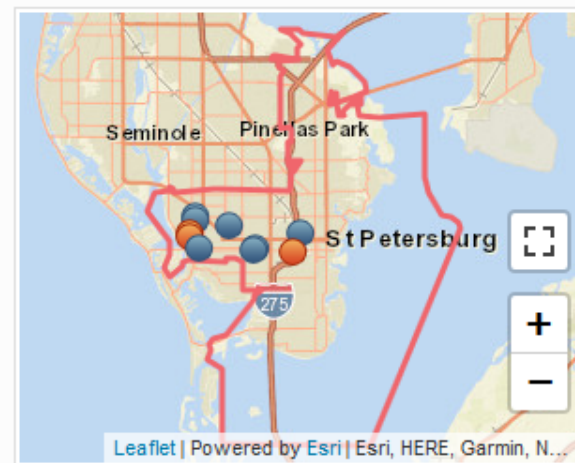 Seminole
Pinellas Park
St Petersburg
275
+
−
Leaflet | Powered by Esri | Esri, HERE, Garmin, N...